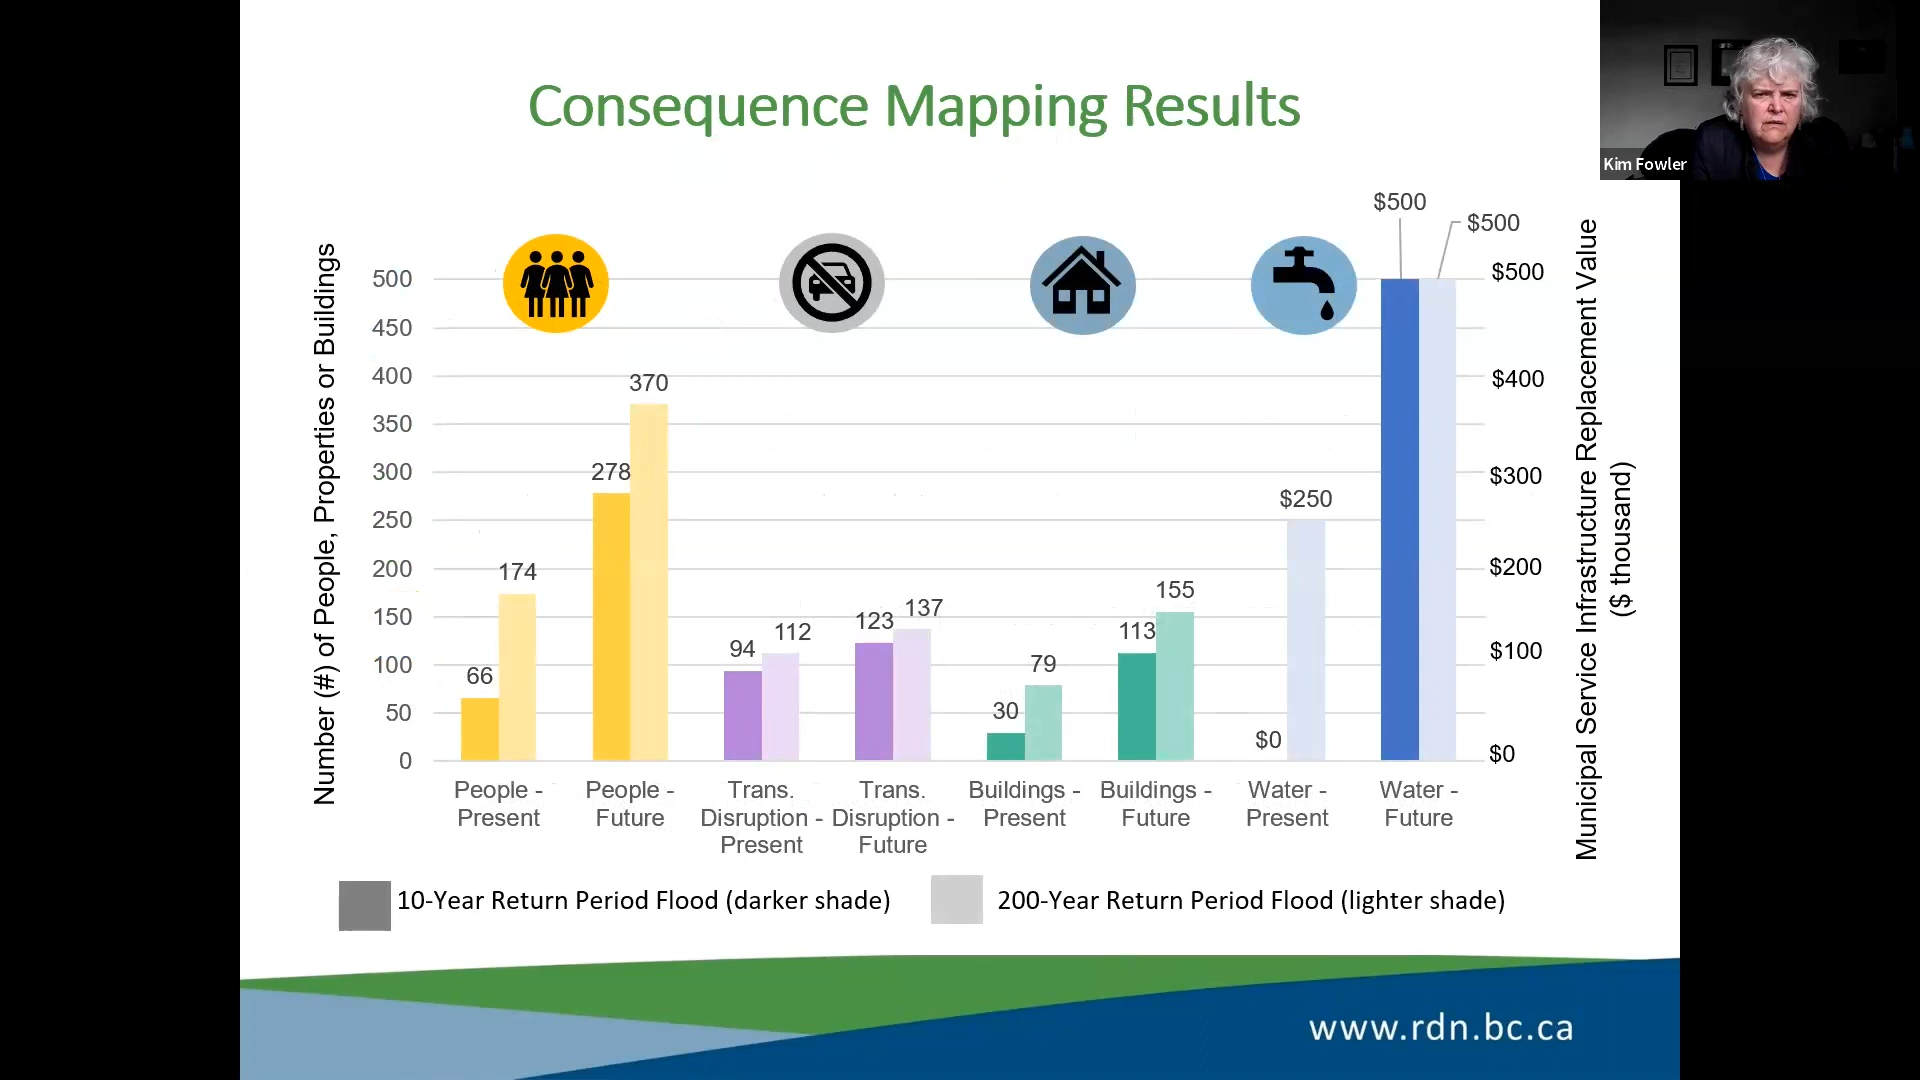 Consequence Mapping Results
Kim Fowler
Number (#) of People, Properties or Buildings
500
450
400
350
300
250
200
150
100
50
0
66
174
278
370
94
112
123
137
30
79
113
155
$0
$250
$500
$500
$500
$400
$300
$200
$100
$0
Municipal Service Infrastructure Replacement Value
($ thousand)
People -
Present
People -
Future
Trans.
Disruption -
Present
Trans.
Disruption -
Future
Buildings -
Present
Buildings -
Future
Water -
Present
Water -
Future
10-Year Return Period Flood (darker shade)
200-Year Return Period Flood (lighter shade)
www.rdn.bc.ca